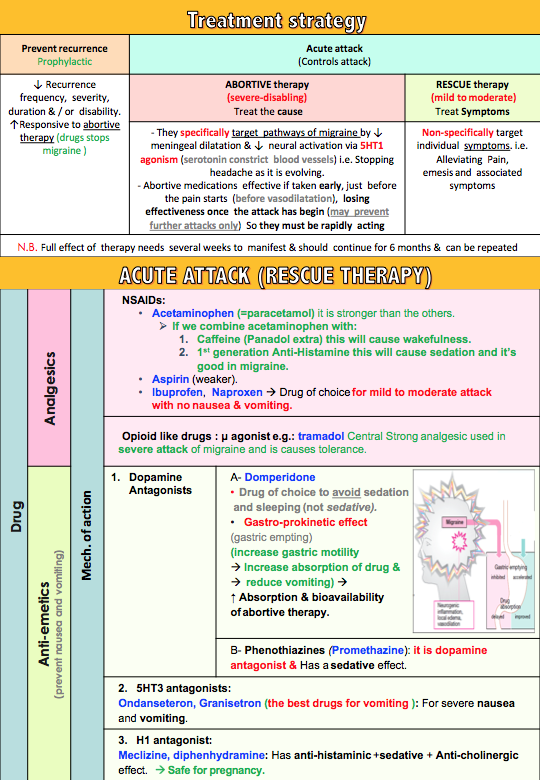 Treatment strategy
Prevent recurrence
Prophylactic
Acute attack
(Controls attack)
↓ Recurrence
frequency, severity,
duration & / or disability.
↑Responsive to abortive
therapy (drugs stops
migraine )
ABORTIVE therapy
(severe-disabling)
Treat the cause
RESCUE therapy
(mild to moderate)
Treat Symptoms
- They specifically target pathways of migraine by ↓
meningeal dilatation & ↓ neural activation via 5HT1
agonism (serotonin constrict blood vessels) i.e. Stopping
headache as it is evolving.
- Abortive medications effective if taken early, just before
the pain starts (before vasodilatation), losing
effectiveness once the attack has begin (may prevent
further attacks only) So they must be rapidly acting
Non-specifically target
individual symptoms. i.e.
Alleviating Pain,
emesis and associated
symptoms
N.B. Full effect of therapy needs several weeks to manifest & should continue for 6 months & can be repeated
ACUTE ATTACK (RESCUE THERAPY)
Drug
Analgesics
Mech. of action
NSAIDs:
• Acetaminophen (=paracetamol) it is stronger than the others.
➢ If we combine acetaminophen with:
1. Caffeine (Panadol extra) this will cause wakefulness.
2. 1st generation Anti-Histamine this will cause sedation and it's
good in migraine.
• Aspirin (weaker).
• Ibuprofen, Naproxen → Drug of choice for mild to moderate attack
with no nausea & vomiting.
Opioid like drugs : μ agonist e.g.: tramadol Central Strong analgesic used in
severe attack of migraine and is causes tolerance.
Anti-emetics
(prevent nausea and vomiting)
1. Dopamine
Antagonists
A- Domperidone
• Drug of choice to avoid sedation
and sleeping (not sedative).
• Gastro-prokinetic effect
(gastric empting)
(increase gastric motility
→ Increase absorption of drug &
→ reduce vomiting) →
↑ Absorption & bioavailability
of abortive therapy.
Migraine
Gastric emptying
inhibited accelerated
Drug
absorption
delayed improved
Neurogenic
inflammation,
local edema,
vasodilation
B- Phenothiazines (Promethazine): it is dopamine
antagonist & Has a sedative effect.
2. 5HT3 antagonists:
Ondanseteron, Granisetron (the best drugs for vomiting ): For severe nausea
and vomiting.
3. H1 antagonist:
Meclizine, diphenhydramine: Has anti-histaminic +sedative + Anti-cholinergic
effect. → Safe for pregnancy.